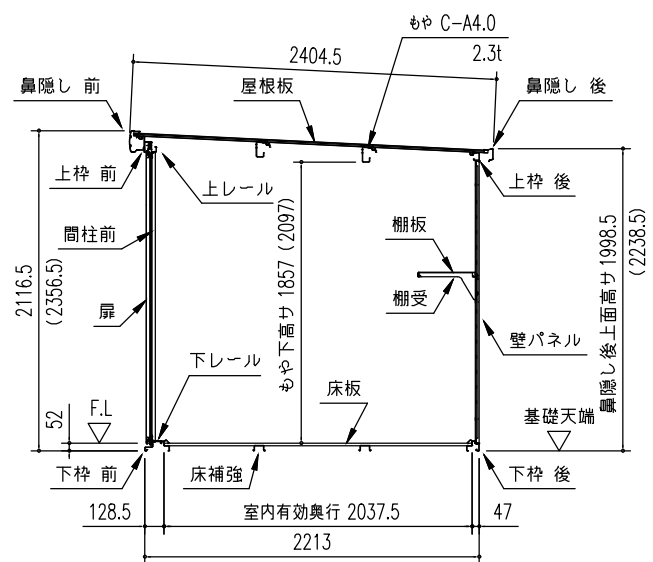 もや C-A4.0
2404.5
2.3t
鼻隠し 前
屋根板
鼻隠し 後
上枠 前
上レール
上枠 後
間柱前
棚板
扉
棚受
壁パネル
2116.5
(2356.5)
もや下高サ 1857 (2097)
鼻隠し後上面高サ 1998.5
(2238.5)
下レール
床板
52
F.L
基礎天端
下枠 前
床補強
下枠 後
128.5
室内有効奥行 2037.5
47
2213